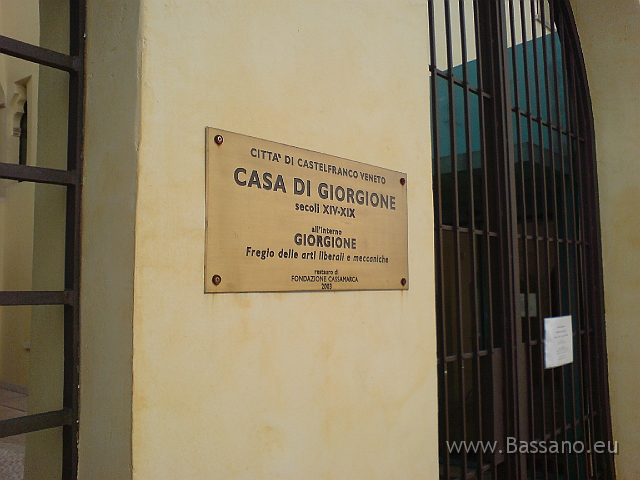 CITTA' DI CASTELFRANCO VENETO
CASA DI GIORGIONE
secoli XIV-XIX
all'interno
GIORGIONE
Fregio delle arti liberali e meccaniche
restauro di
FONDAZIONE CASSAMARCA
2003
www.Bassano.eu